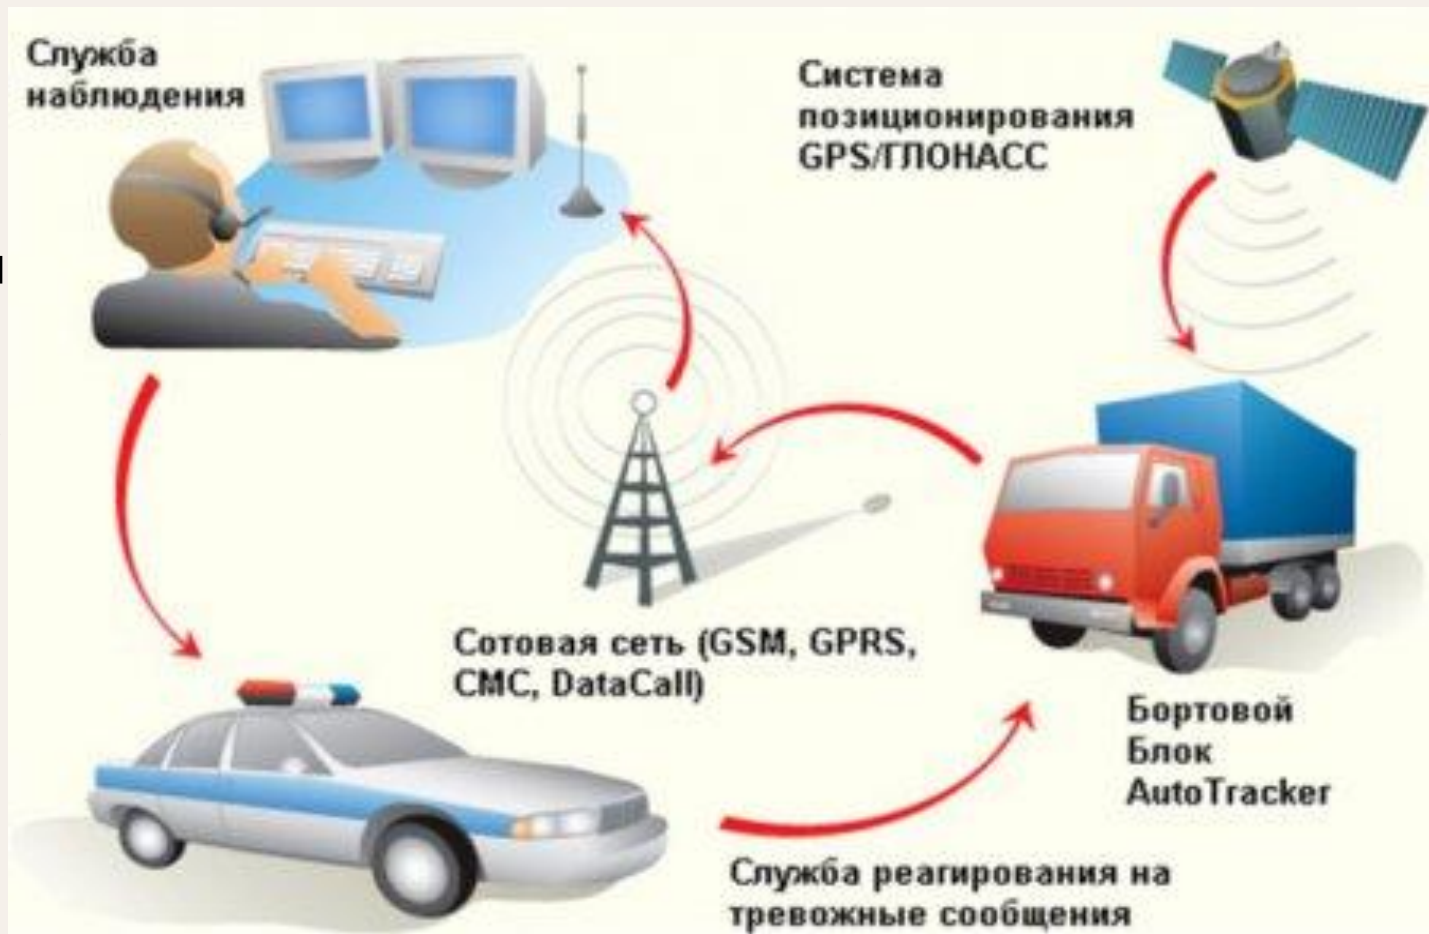 Служба
наблюдения
Система
позиционирования
GPS/ГЛОНАСС
Сотовая сеть (GSM, GPRS,
СМС, DataCall)
Бортовой
Блок
AutoTracker
Служба реагирования на
тревожные сообщения